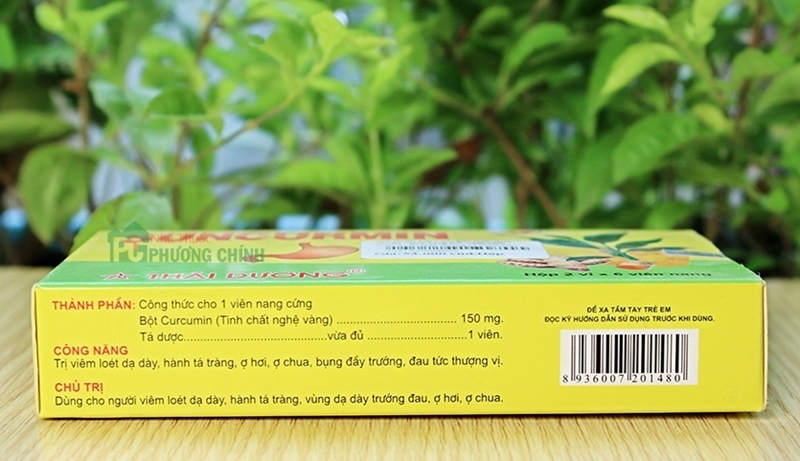 PC
PHƯƠNG CHÍNH
NCURMIN
THÁI DƯƠNG®
Hộp 2 vỉ x 6 viên nang
THÀNH PHẦN: Công thức cho 1 viên nang cứng
Bột Curcumin (Tinh chất nghệ vàng) .......................... 150 mg.
Tá dược.................................vừa đủ ......................... 1 viên.
CÔNG NĂNG
Trị viêm loét dạ dày, hành tá tràng, ợ hơi, ợ chua, bụng đầy trướng, đau tức thượng vị.
CHỦ TRỊ
Dùng cho người viêm loét dạ dày, hành tá tràng, vùng dạ dày trướng đau, ợ hơi, ợ chua.
ĐỂ XA TẦM TAY TRẺ EM
ĐỌC KỸ HƯỚNG DẪN SỬ DỤNG TRƯỚC KHI DÙNG.
8 936007 201480